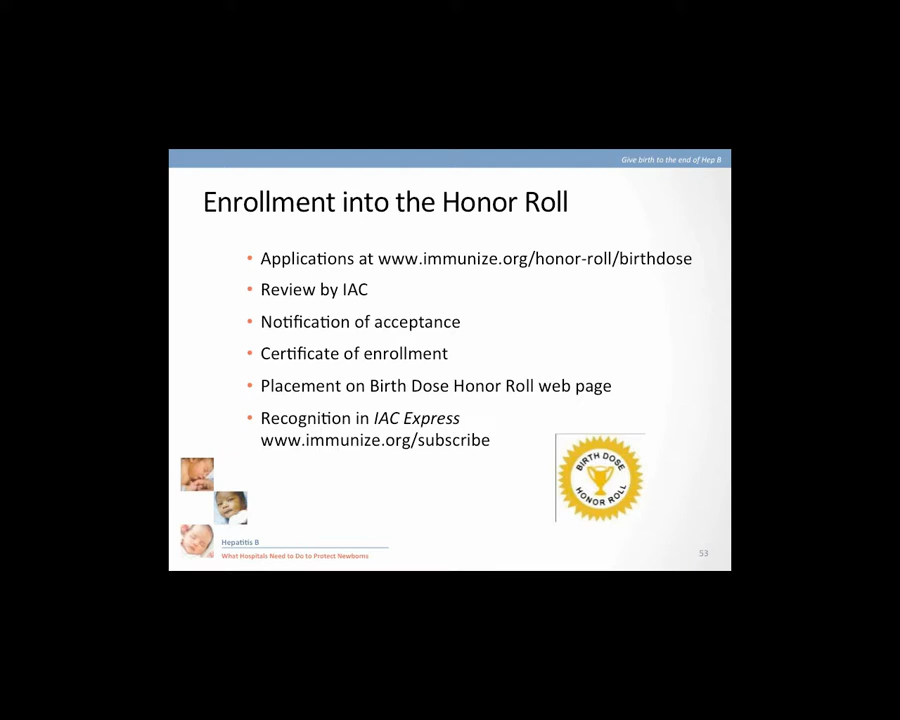 Give birth to the end of Hep B
Enrollment into the Honor Roll
• Applications at www.immunize.org/honor-roll/birthdose
• Review by IAC
• Notification of acceptance
• Certificate of enrollment
• Placement on Birth Dose Honor Roll web page
• Recognition in IAC Express
www.immunize.org/subscribe
BIRTH DOSE
HONOR ROLL
Hepatitis B
What Hospitals Need to Do to Protect Newborns
53